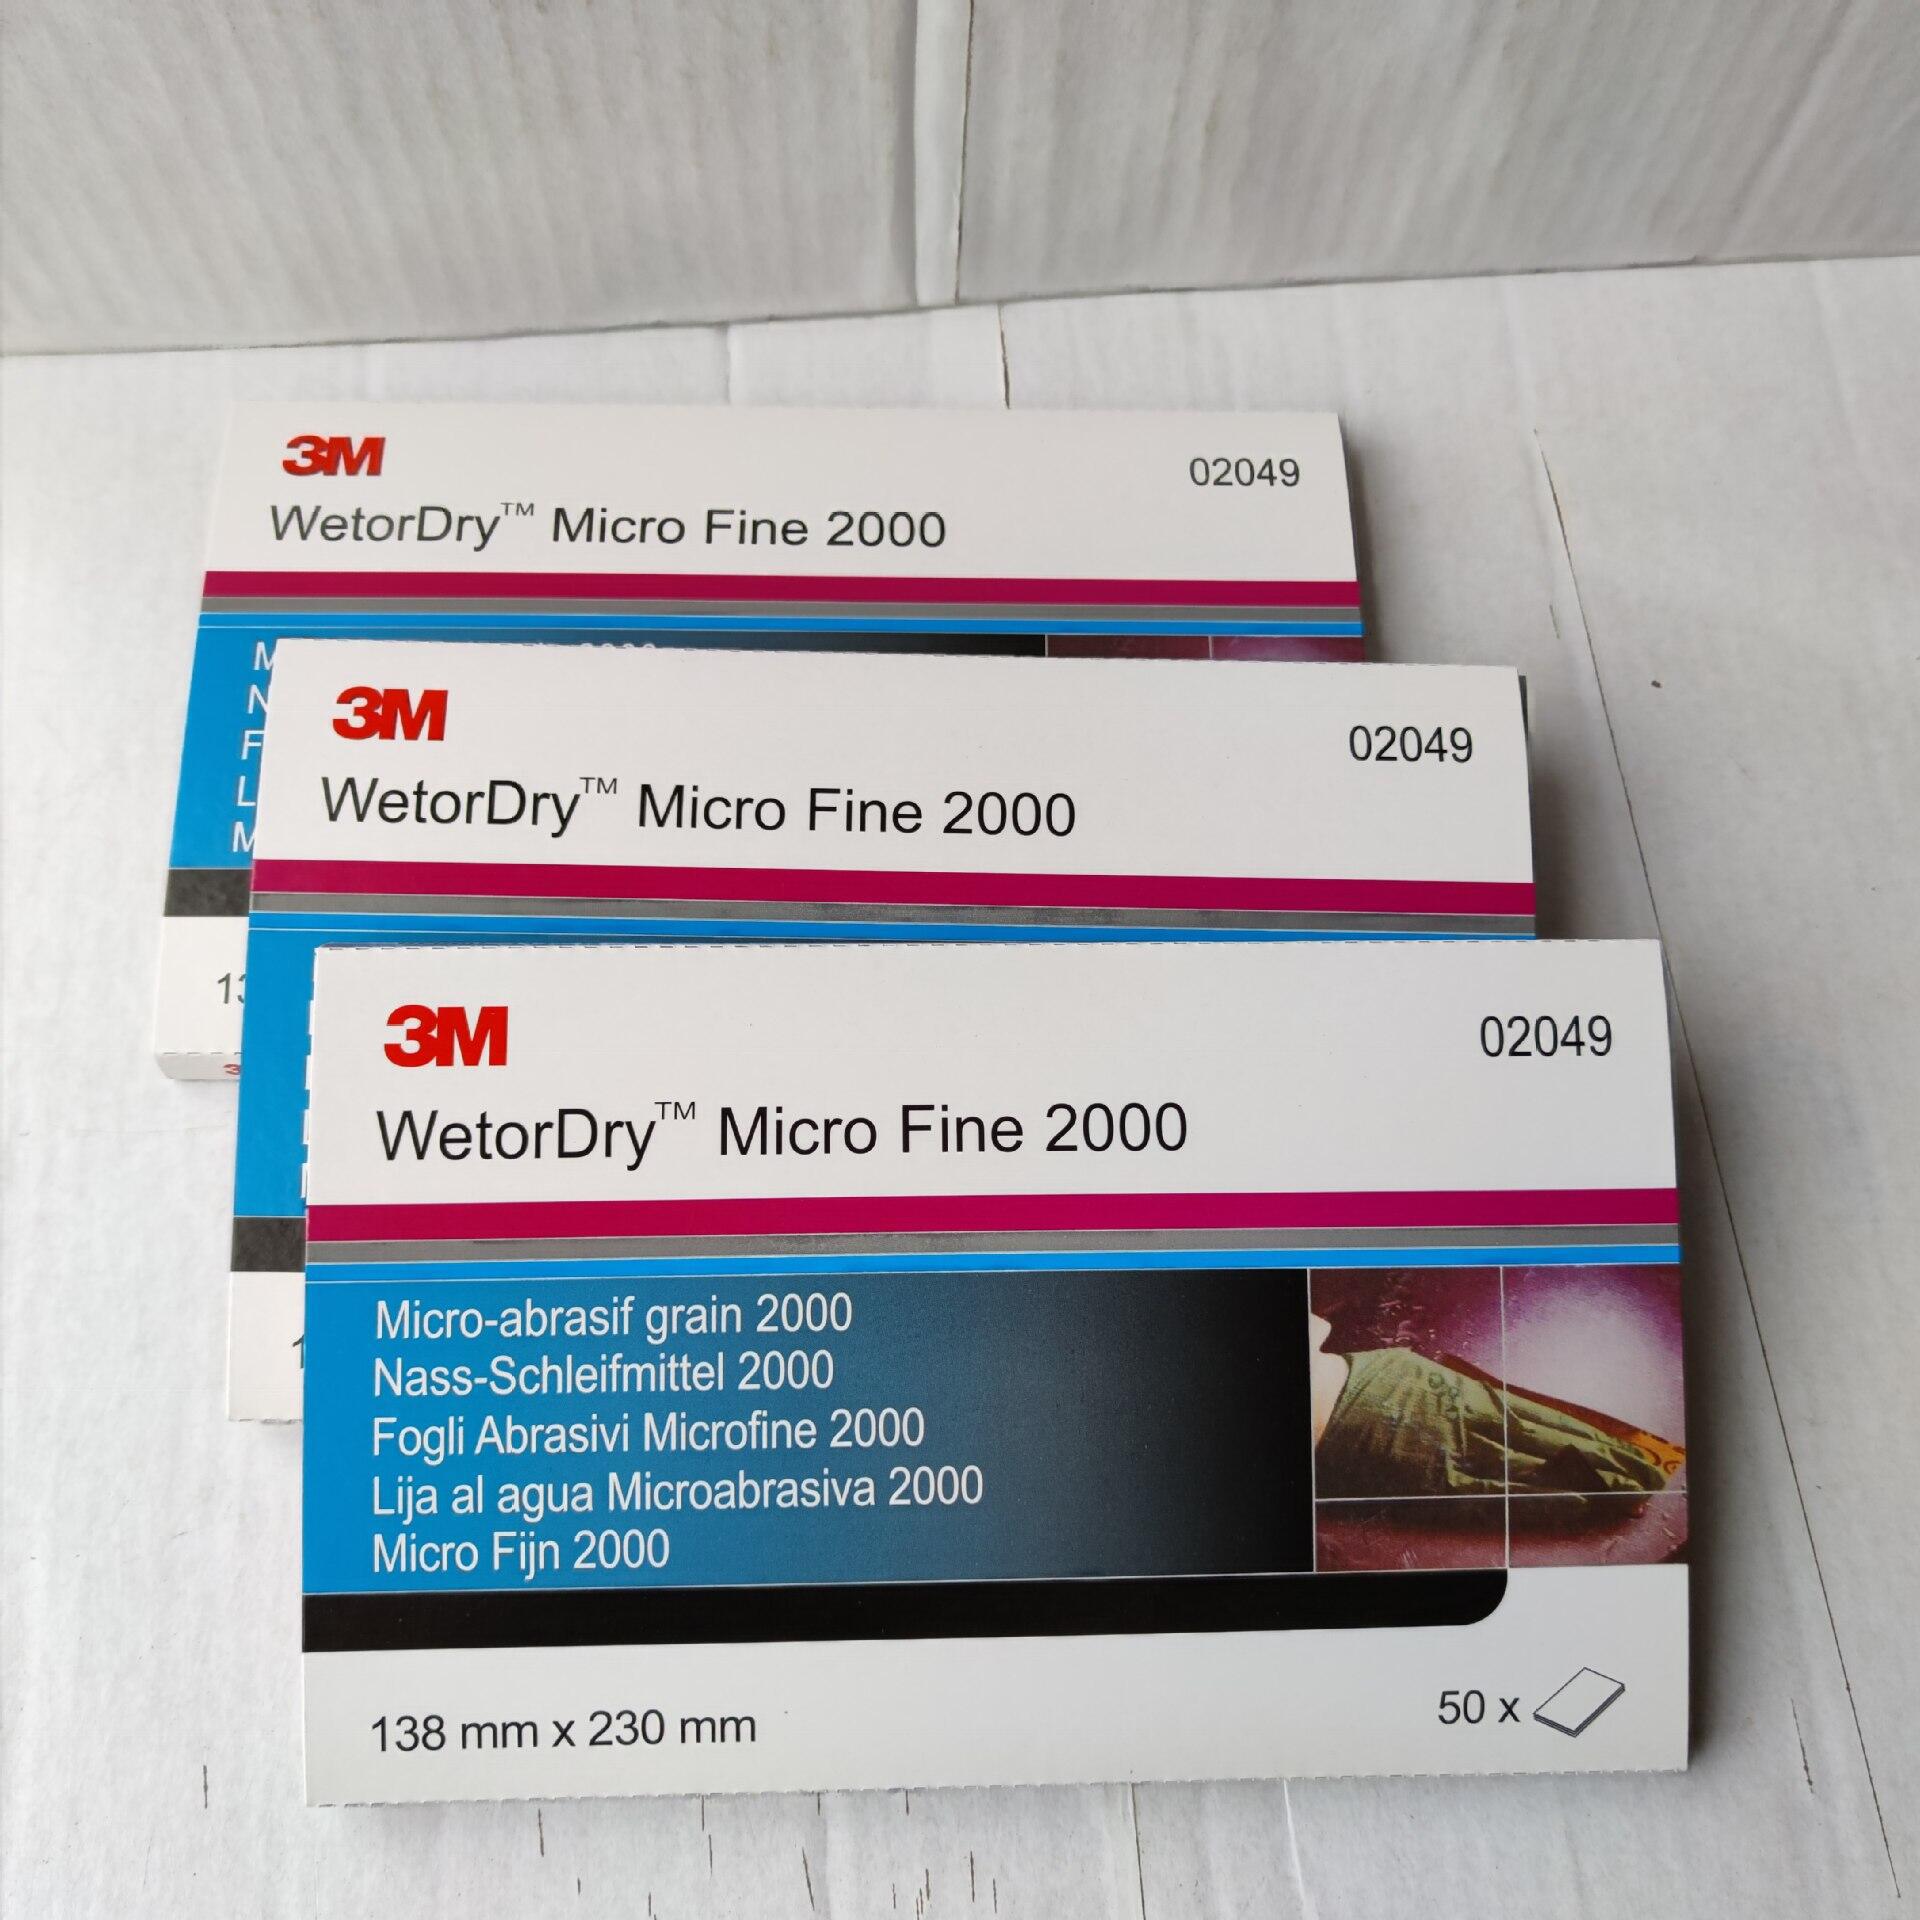 3M
02049
WetorDry™ Micro Fine 2000
3M
02049
WetorDry™ Micro Fine 2000
3M
02049
WetorDry™ Micro Fine 2000
Micro-abrasif grain 2000
Nass-Schleifmittel 2000
Fogli Abrasivi Microfine 2000
Lija al agua Microabrasiva 2000
Micro Fijn 2000
138 mm x 230 mm
50 x